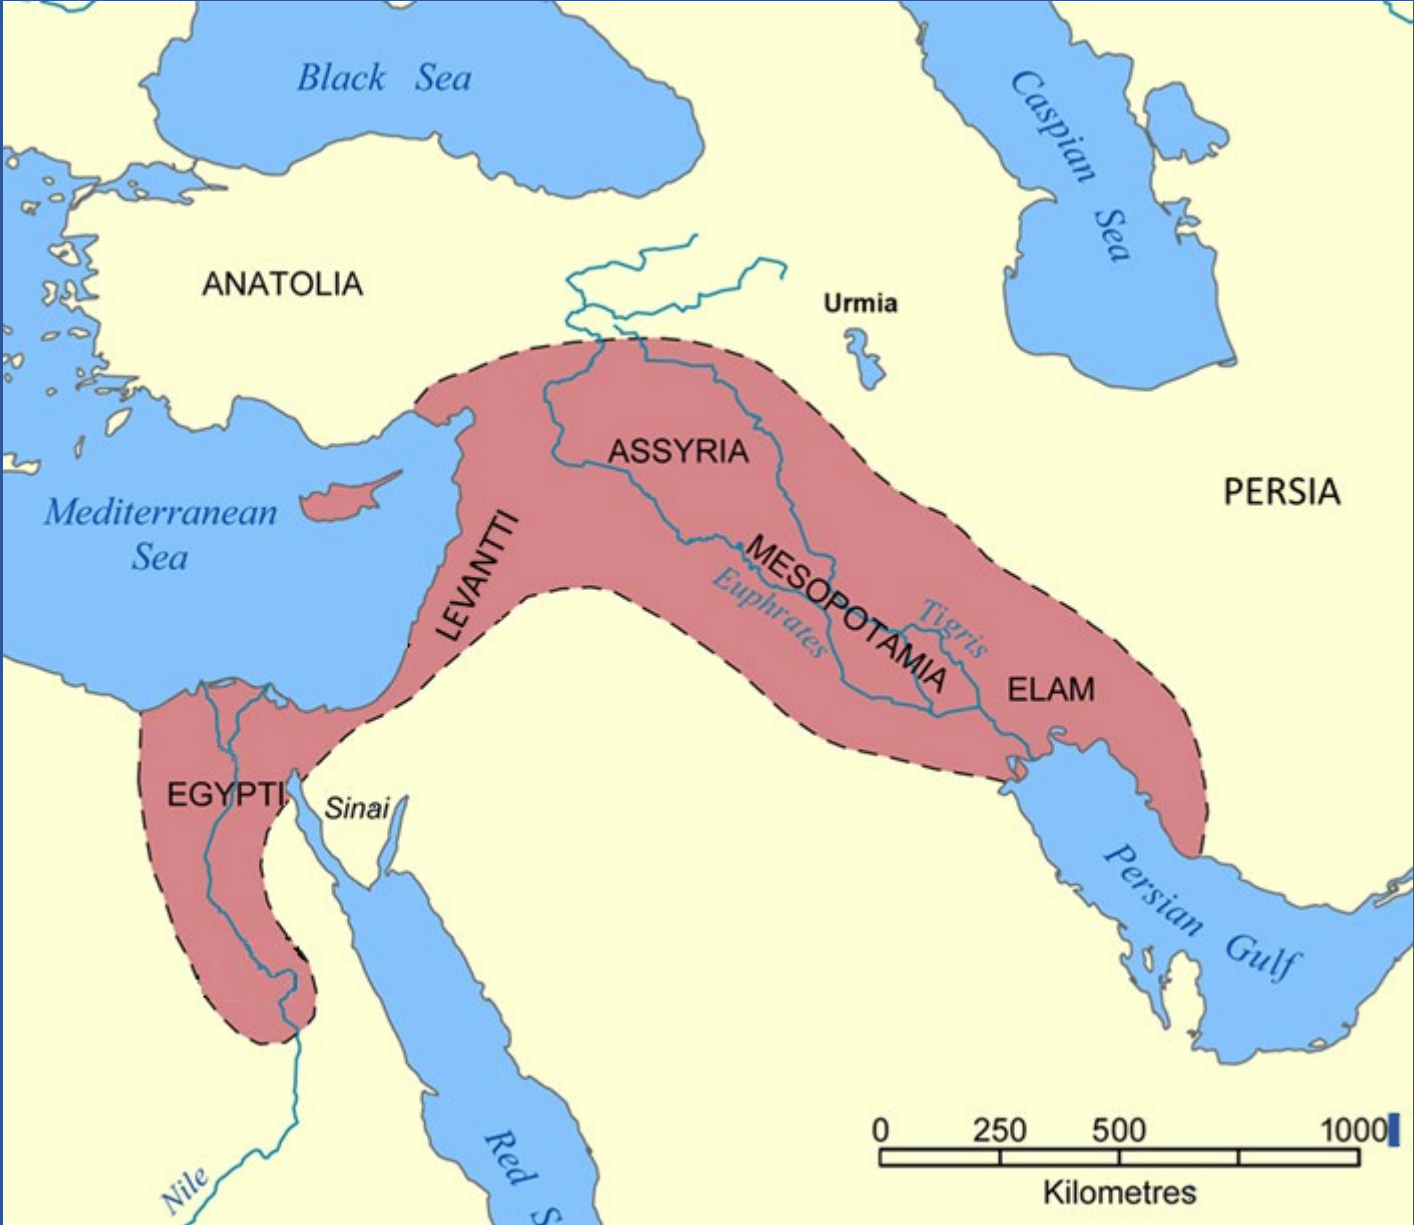 Black Sea
Caspian Sea
ANATOLIA
Urmia
ASSYRIA
PERSIA
Mediterranean
Sea
LEVANTTI
MESOPOTAMIA
Euphrates
Tigris
ELAM
EGYPTI
Sinai
Persian Gulf
Red S
Nile
0 250 500 1000
Kilometres